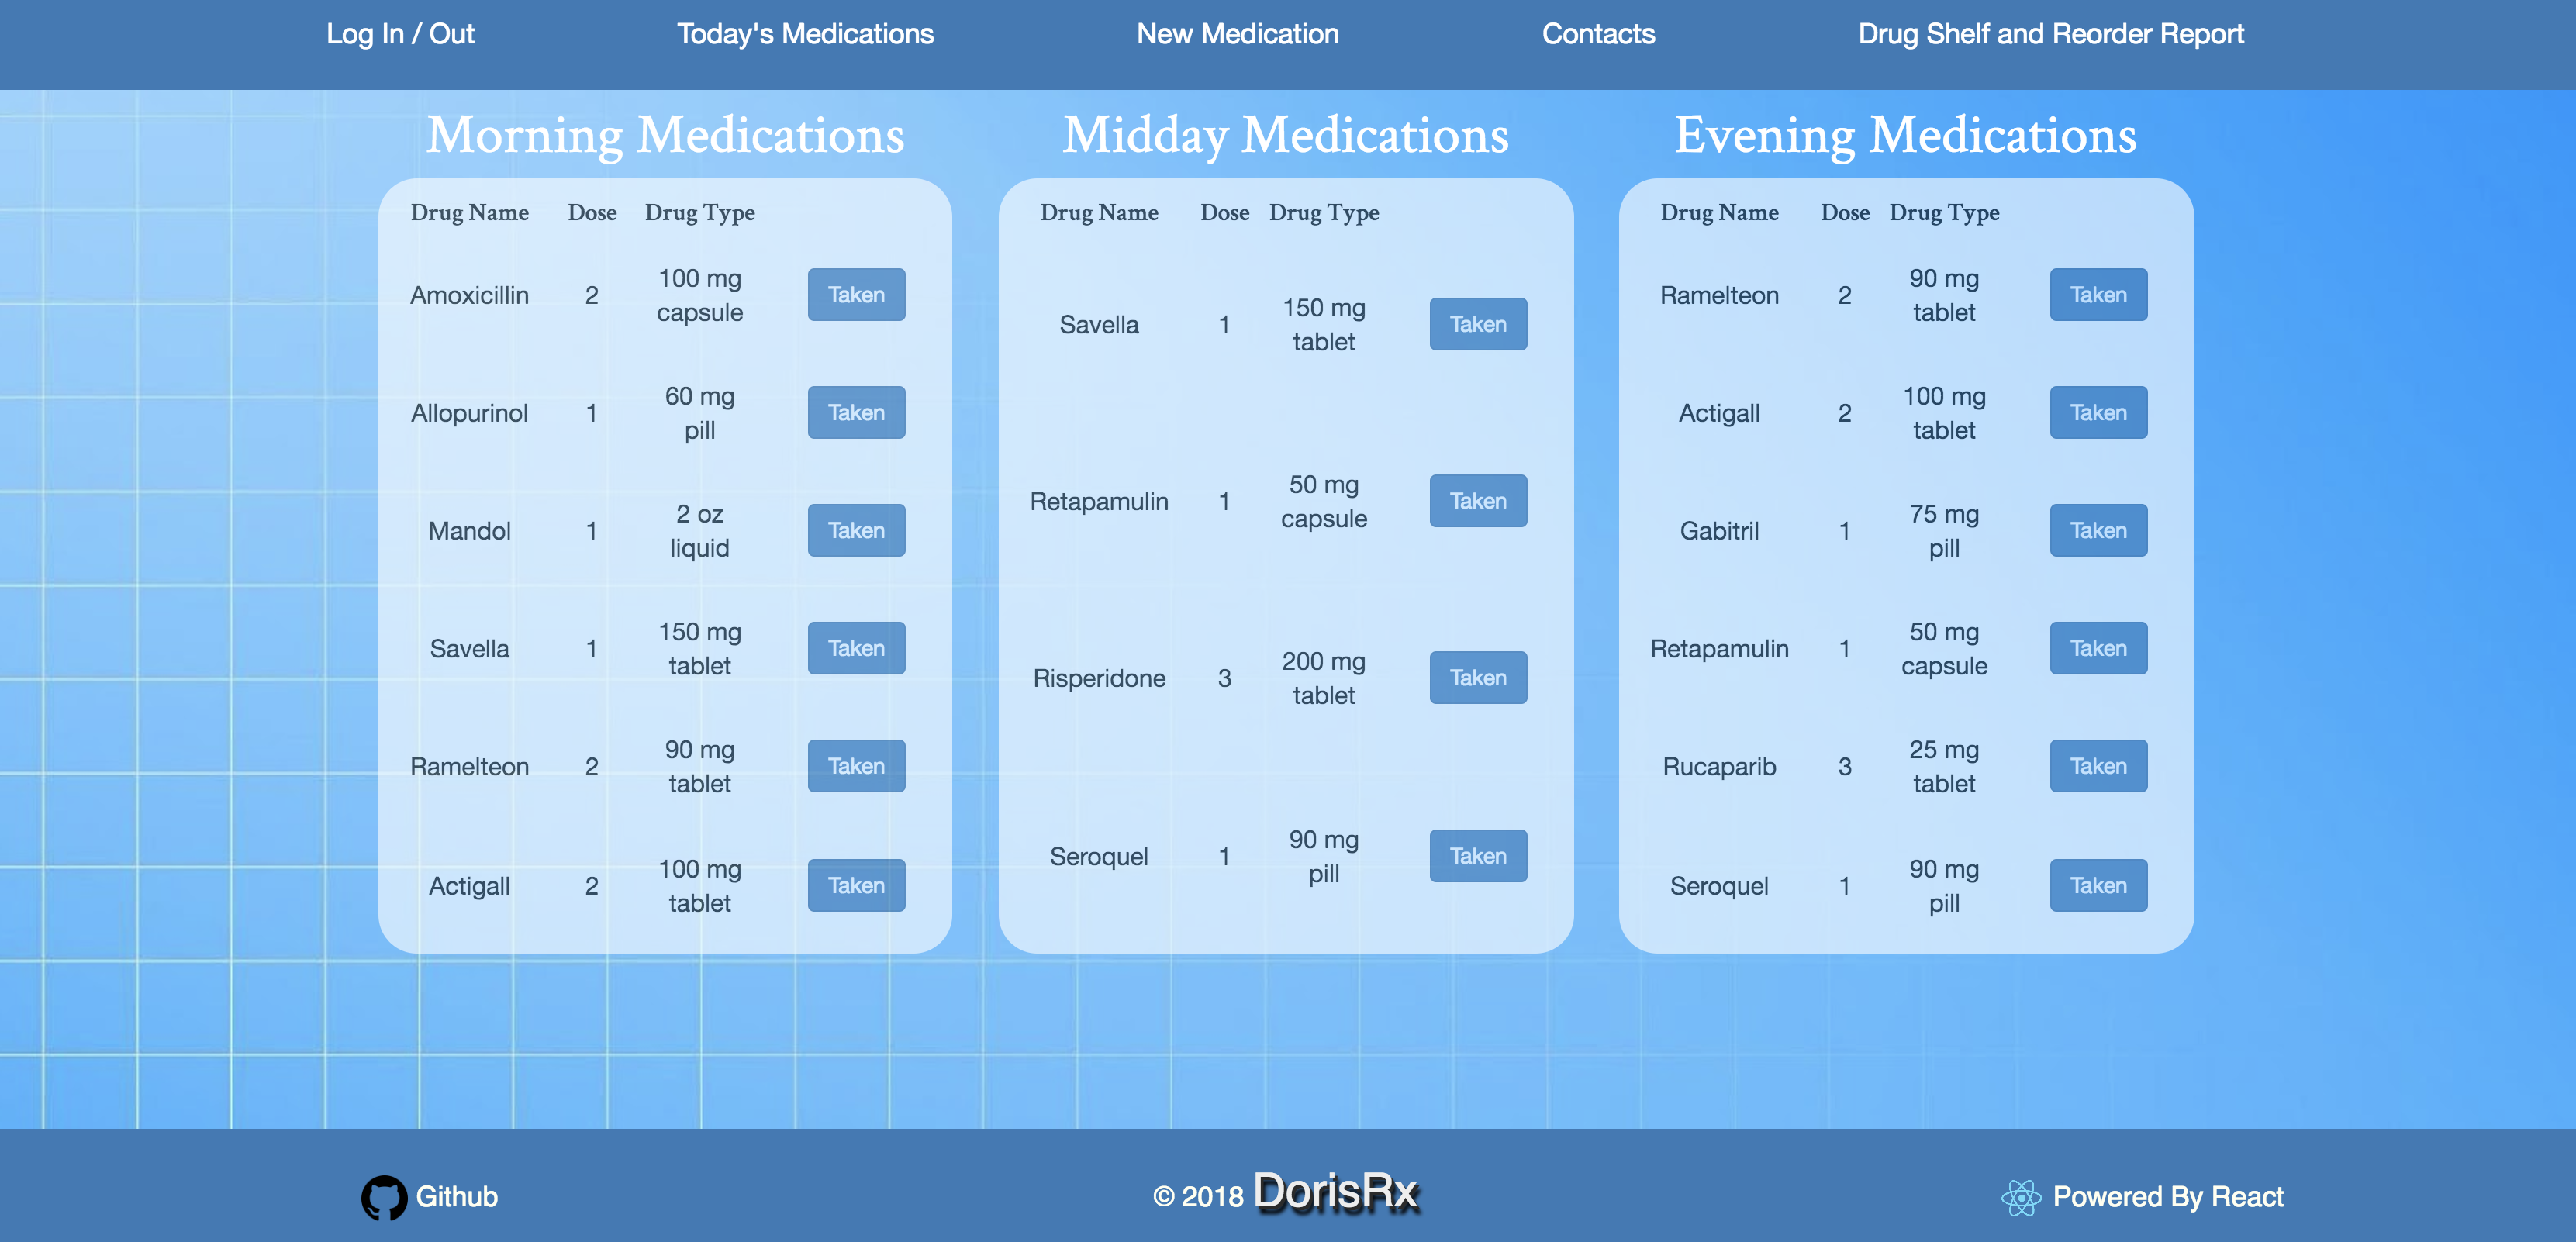 Log In / Out Today's Medications New Medication Contacts Drug Shelf and Reorder Report
Morning Medications
Drug Name Dose Drug Type
Amoxicillin 2 100 mg capsule Taken
Allopurinol 1 60 mg pill Taken
Mandol 1 2 oz liquid Taken
Savella 1 150 mg tablet Taken
Ramelteon 2 90 mg tablet Taken
Actigall 2 100 mg tablet Taken
Midday Medications
Drug Name Dose Drug Type
Savella 1 150 mg tablet Taken
Retapamulin 1 50 mg capsule Taken
Risperidone 3 200 mg tablet Taken
Seroquel 1 90 mg pill Taken
Evening Medications
Drug Name Dose Drug Type
Ramelteon 2 90 mg tablet Taken
Actigall 2 100 mg tablet Taken
Gabitril 1 75 mg pill Taken
Retapamulin 1 50 mg capsule Taken
Rucaparib 3 25 mg tablet Taken
Seroquel 1 90 mg pill Taken
Github © 2018 DorisRx Powered By React